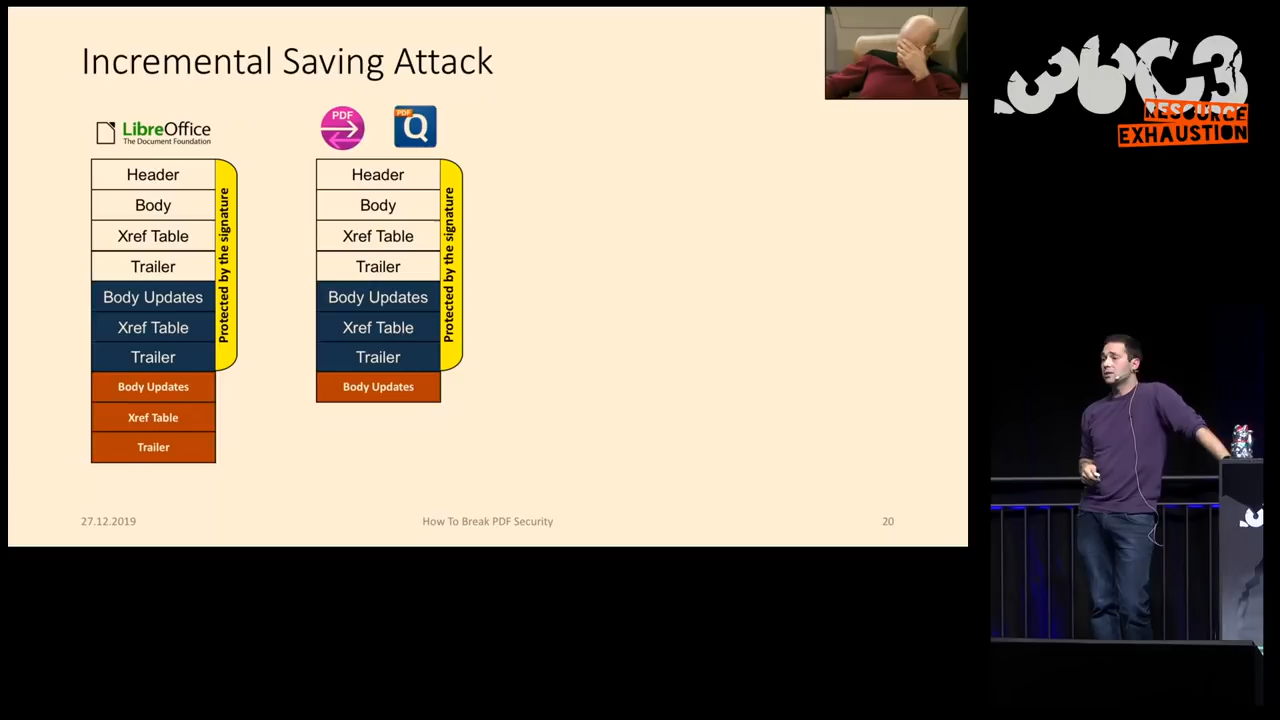 Incremental Saving Attack
LibreOffice
The Document Foundation
Header
Body
Xref Table
Trailer
Body Updates
Xref Table
Trailer
Body Updates
Xref Table
Trailer
Protected by the signature
PDF
PDF
Q
Header
Body
Xref Table
Trailer
Body Updates
Xref Table
Trailer
Body Updates
Protected by the signature
27.12.2019
How To Break PDF Security
20
36C3
RESOURCE
EXHAUSTION